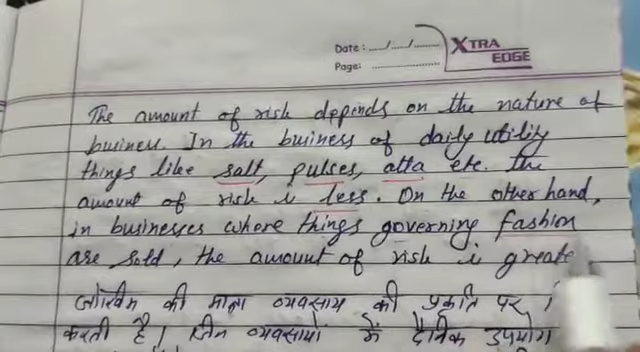 Date : ..../..../........
XTRA
EDGE
Page: ....................
The amount of risk depends on the nature of
business. In the business of daily utility
things like salt, pulses, atta etc. the
amount of risk is less. On the other hand,
in businesses where things governing fashion
are sold, the amount of risk is greate
जोखिम की मात्रा व्यवसाय की प्रकृति पर
करती है। जिन व्यवसायों में दैनिक उपयोग